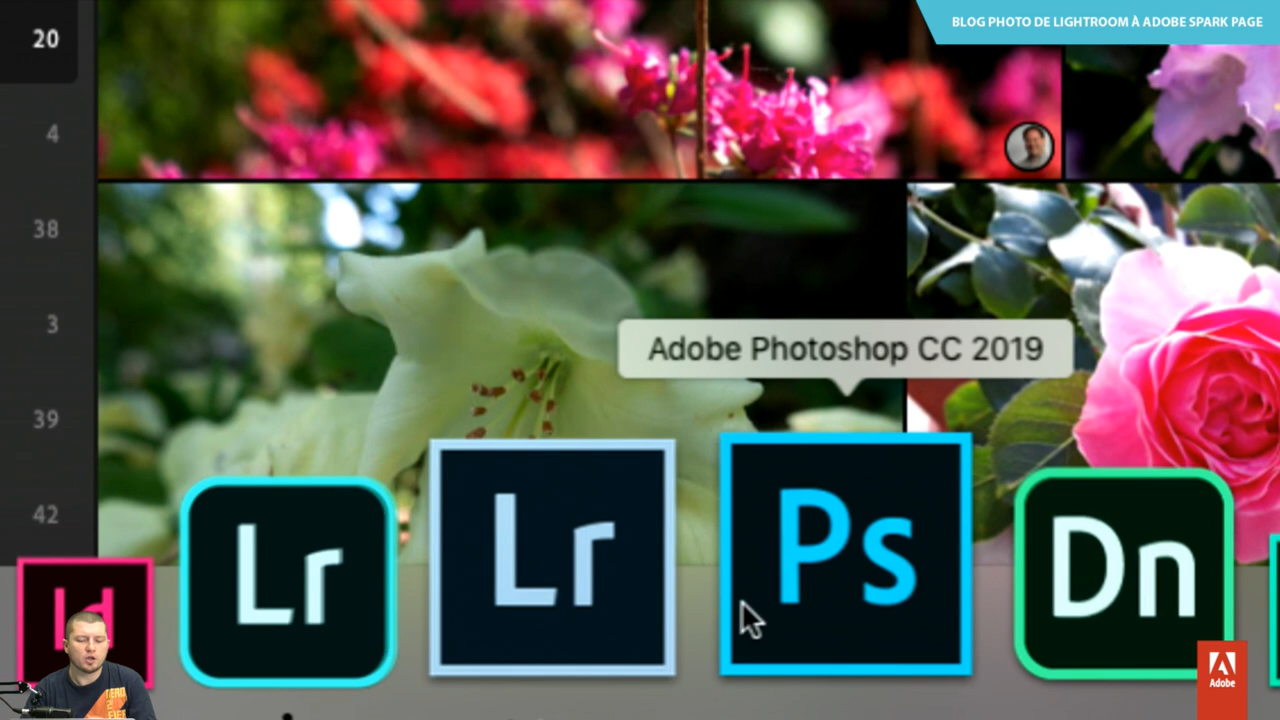 BLOG PHOTO DE LIGHTROOM À ADOBE SPARK PAGE
20
4
38
3
39
42
Adobe Photoshop CC 2019
Id
Lr
Lr
Ps
Dn
Adobe